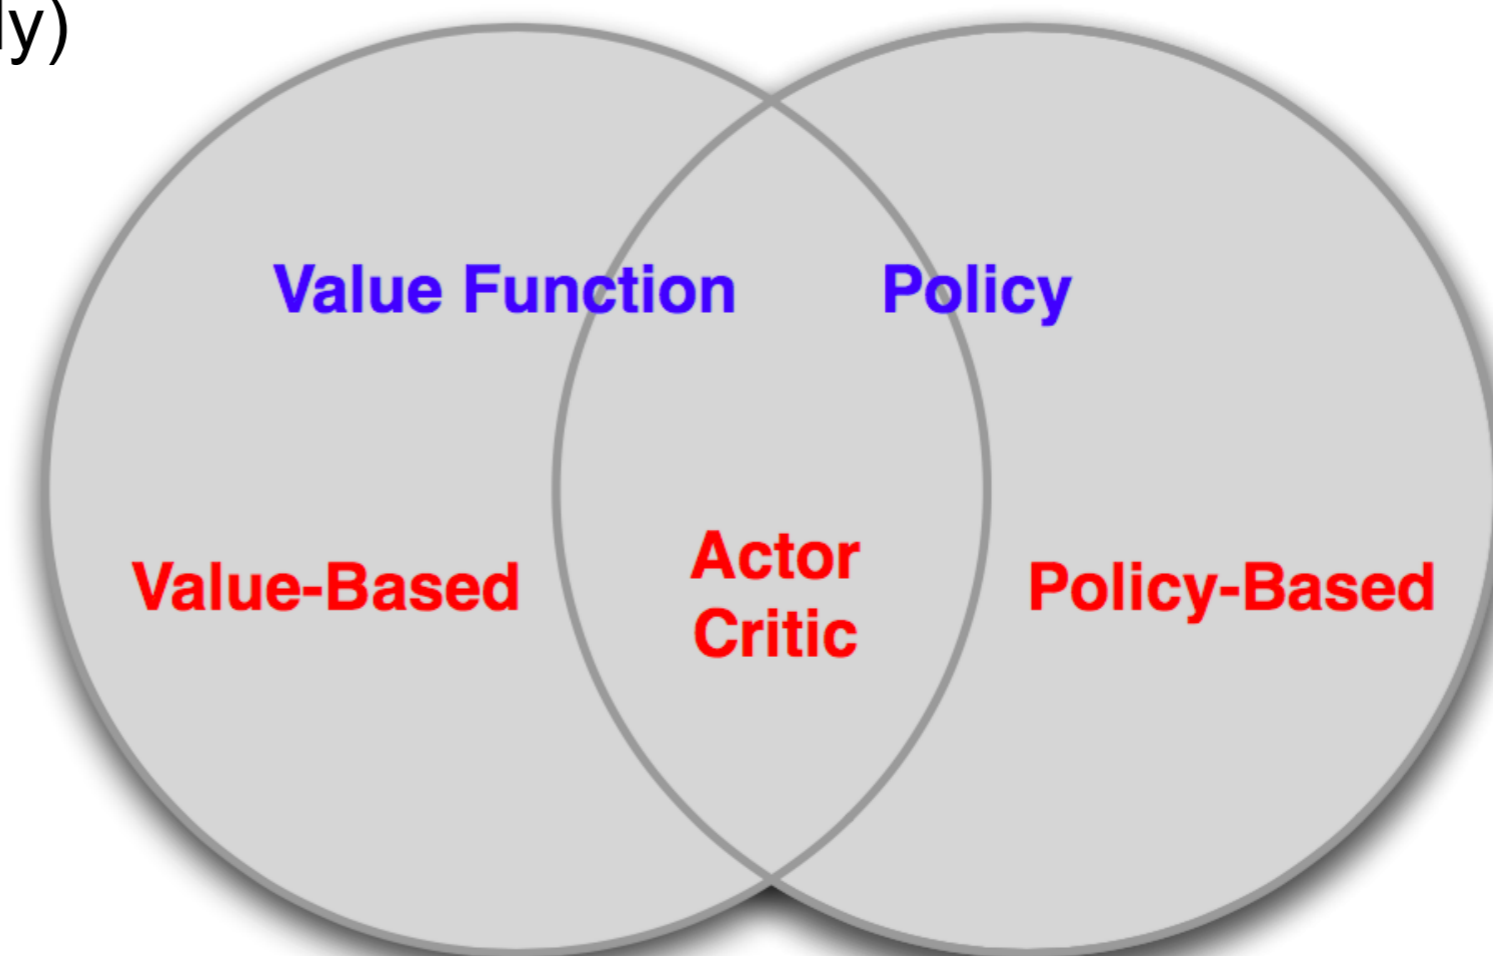 ly)
Value Function
Policy
Value-Based
Actor
Critic
Policy-Based